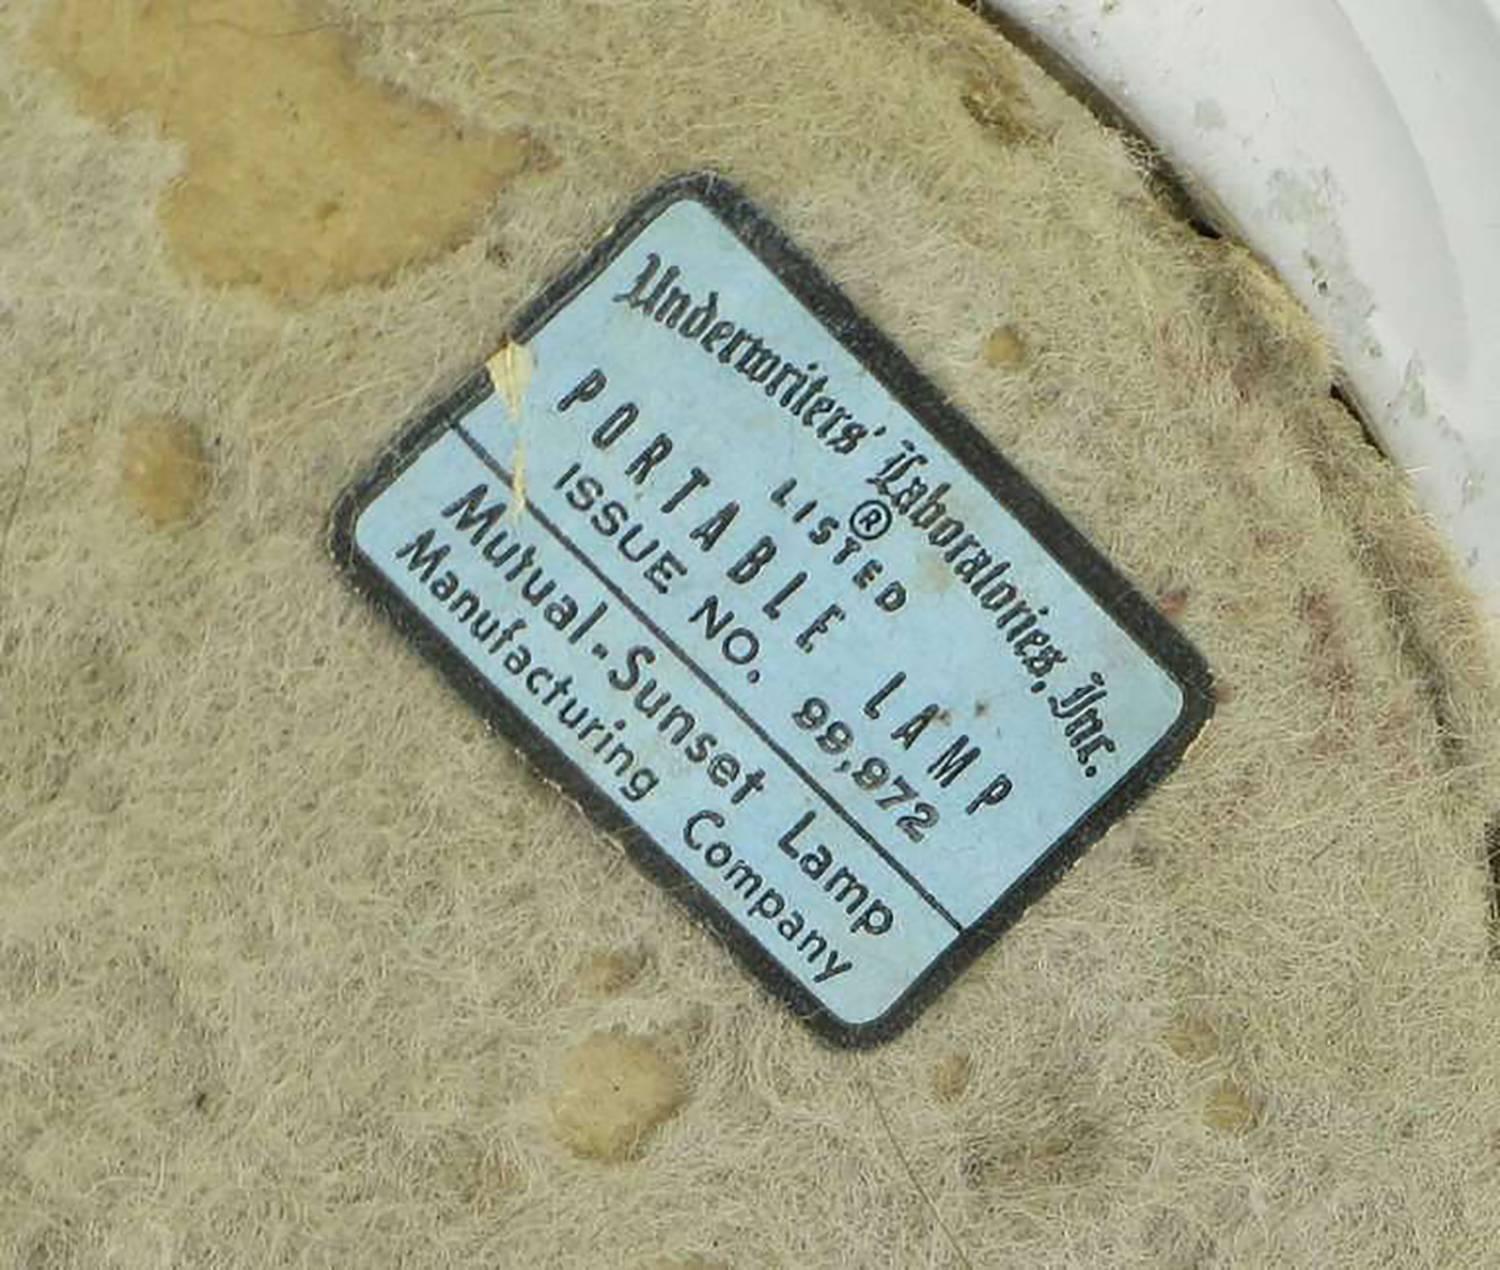 Underwriters' Laboratories, Inc.
®
LISTED
PORTABLE LAMP
ISSUE NO. 99,972
Mutual-Sunset Lamp
Manufacturing Company